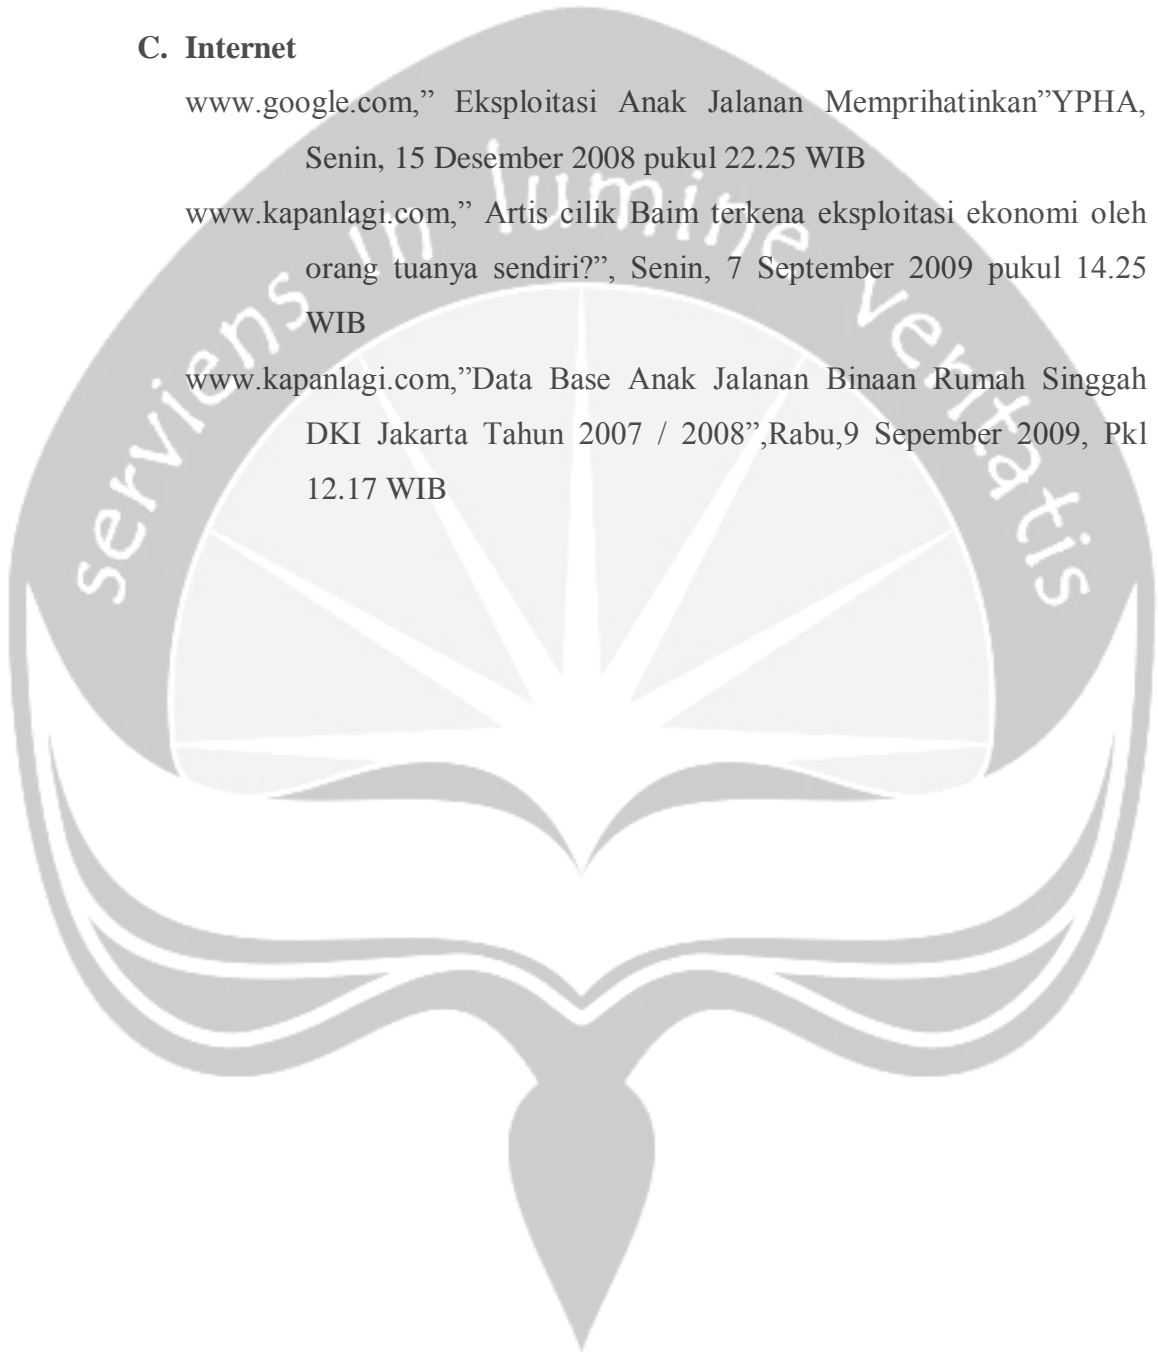 C. Internet
www.google.com,” Eksploitasi Anak Jalanan Memprihatinkan”YPHA,
Senin, 15 Desember 2008 pukul 22.25 WIB
www.kapanlagi.com,” Artis cilik Baim terkena eksploitasi ekonomi oleh
orang tuanya sendiri?”, Senin, 7 September 2009 pukul 14.25
WIB
www.kapanlagi.com,”Data Base Anak Jalanan Binaan Rumah Singgah
DKI Jakarta Tahun 2007 / 2008”,Rabu,9 Sepember 2009, Pkl
12.17 WIB
serviens in lumine veritatis